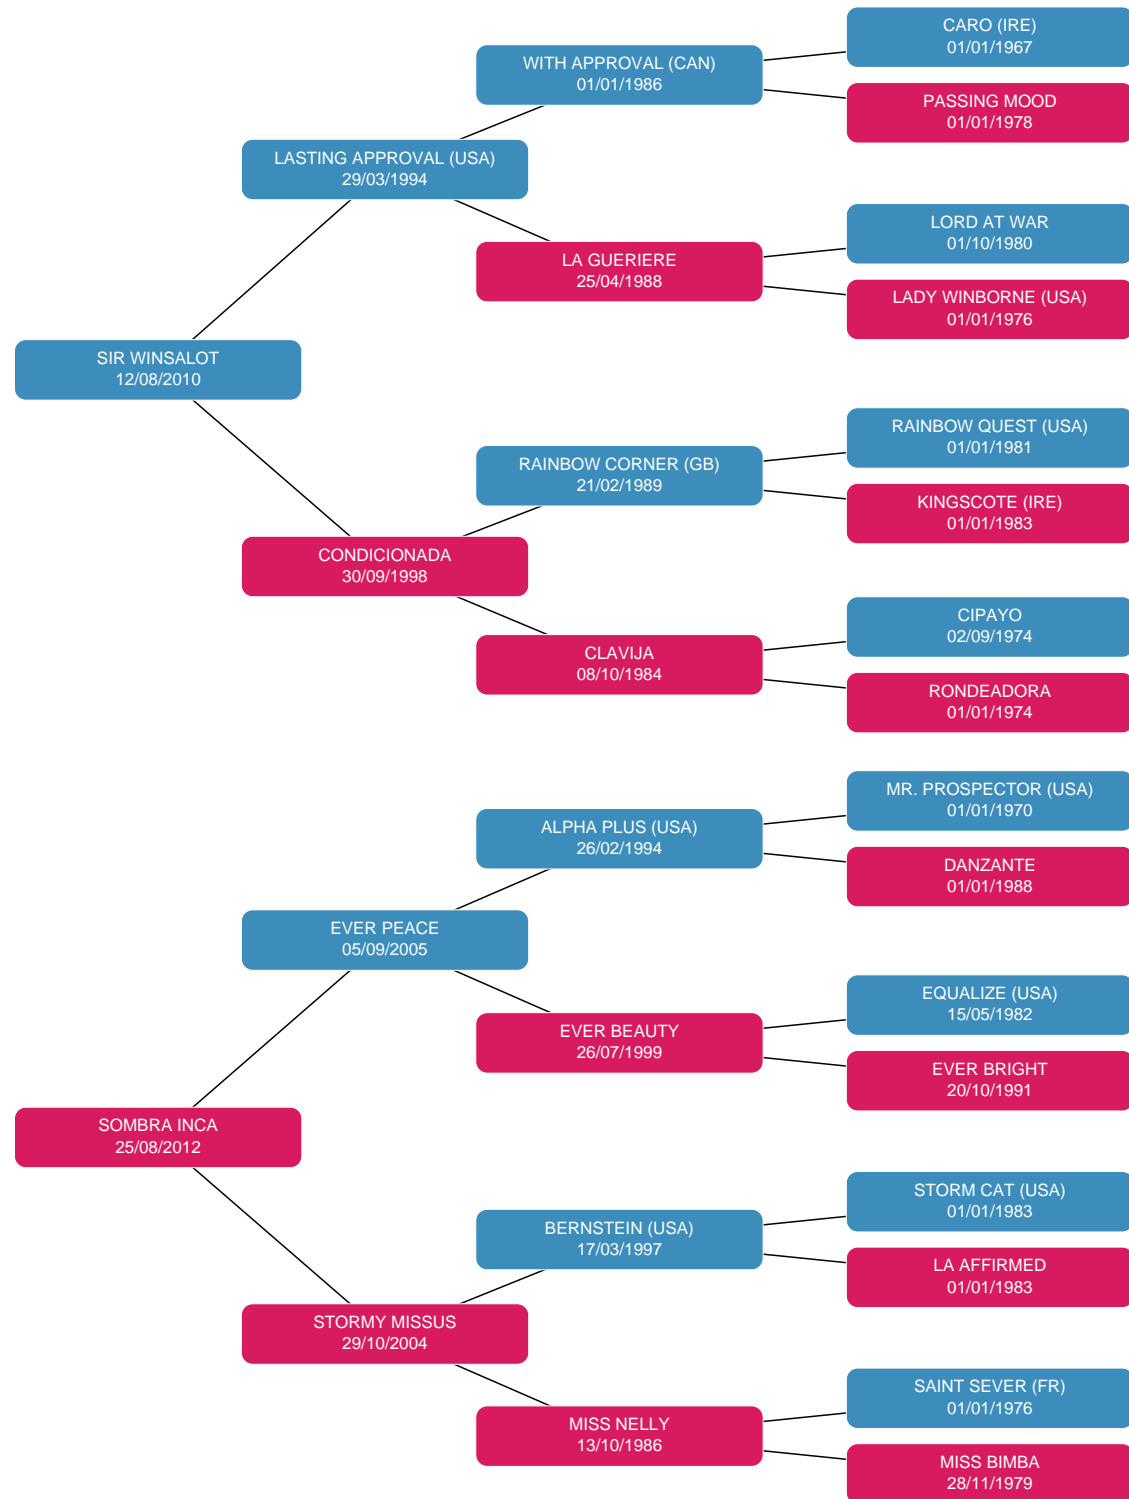 CARO (IRE)
01/01/1967
WITH APPROVAL (CAN)
01/01/1986
PASSING MOOD
01/01/1978
LASTING APPROVAL (USA)
29/03/1994
LORD AT WAR
01/10/1980
LA GUERIERE
25/04/1988
LADY WINBORNE (USA)
01/01/1976
SIR WINSALOT
12/08/2010
RAINBOW QUEST (USA)
01/01/1981
RAINBOW CORNER (GB)
21/02/1989
KINGSCOTE (IRE)
01/01/1983
CONDICIONADA
30/09/1998
CIPAYO
02/09/1974
CLAVIJA
08/10/1984
RONDEADORA
01/01/1974
MR. PROSPECTOR (USA)
01/01/1970
ALPHA PLUS (USA)
26/02/1994
DANZANTE
01/01/1988
EVER PEACE
05/09/2005
EQUALIZE (USA)
15/05/1982
EVER BEAUTY
26/07/1999
EVER BRIGHT
20/10/1991
SOMBRA INCA
25/08/2012
STORM CAT (USA)
01/01/1983
BERNSTEIN (USA)
17/03/1997
LA AFFIRMED
01/01/1983
STORMY MISSUS
29/10/2004
SAINT SEVER (FR)
01/01/1976
MISS NELLY
13/10/1986
MISS BIMBA
28/11/1979